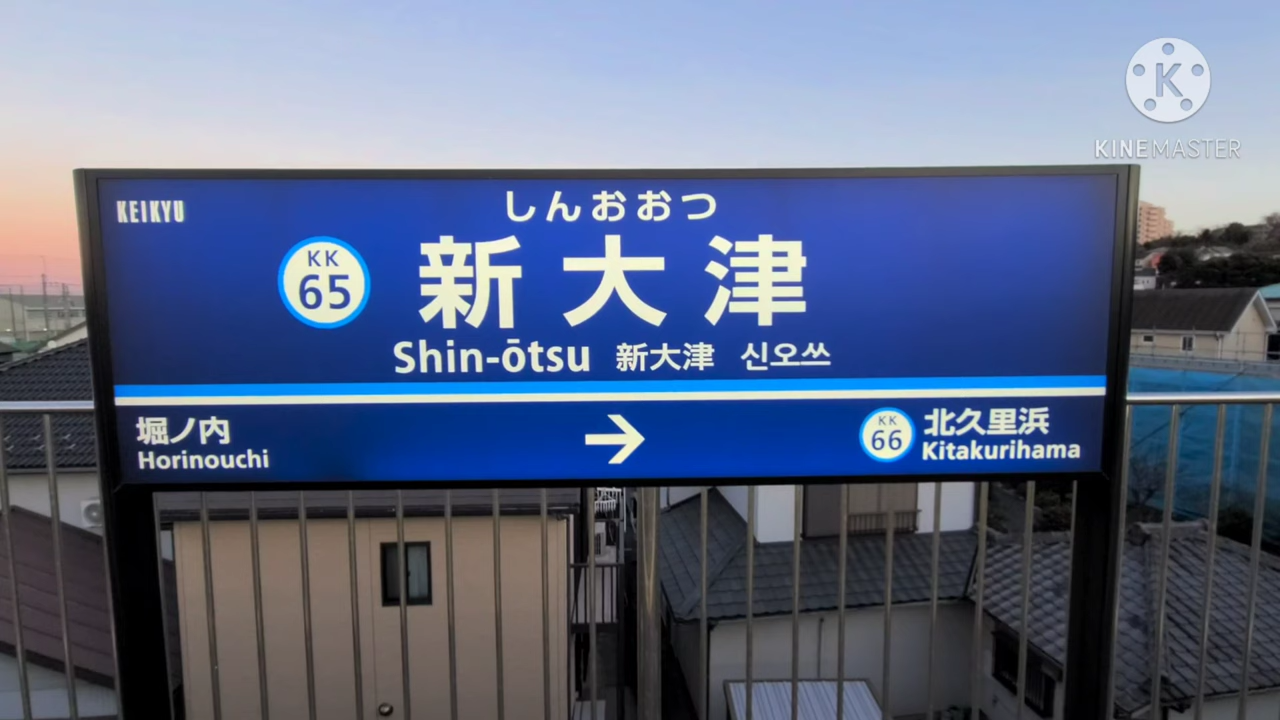 KINEMASTER
KEIKYU
しんおおつ
KK
65
新大津
Shin-ōtsu 新大津 신오쓰
堀ノ内
Horinouchi
→
KK
66
北久里浜
Kitakurihama